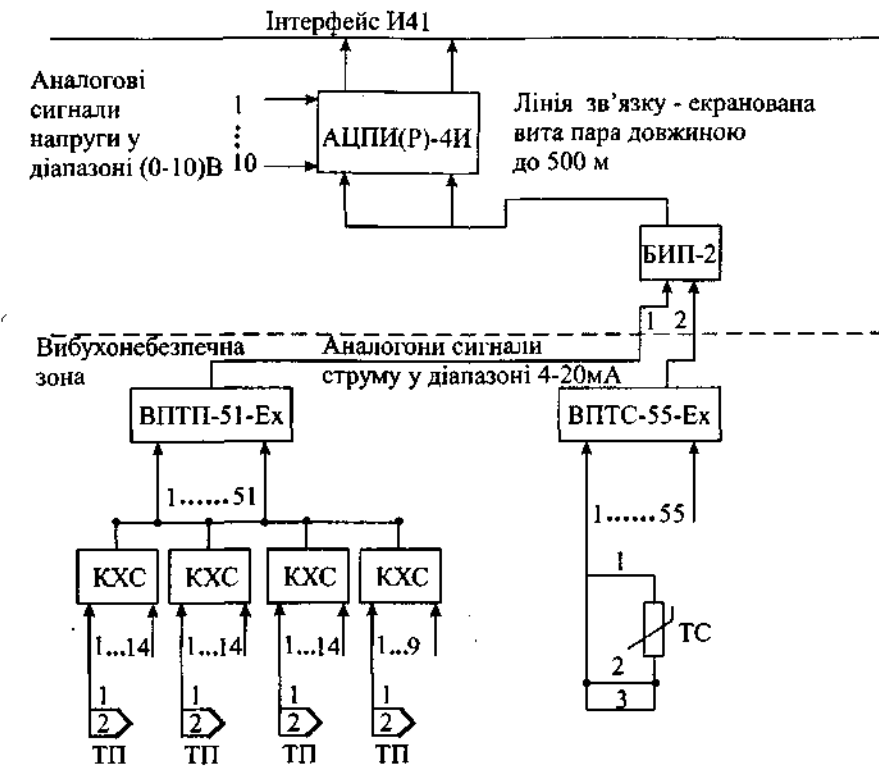 Інтерфейс И41
Аналогові
сигнали
напруги у
діапазоні (0-10)В
1
10
АЦПИ(Р)-4И
Лінія зв’язку - екранована
вита пара довжиною
до 500 м
БИП-2
1 2
Вибухонебезпечна
зона
Аналогони сигнали
струму у діапазоні 4-20мА
ВПТП-51-Ех
ВПТС-55-Ех
1......51
1......55
КХС КХС КХС КХС
1
ТС
1...14 1...14 1...14 1...9
2
3
1 1 1 1
2 2 2 2
ТП ТП ТП ТП